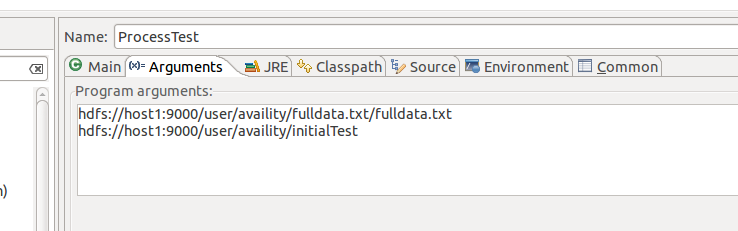 Name: ProcessTest
Main (x)= Arguments JRE Classpath Source Environment Common
Program arguments:
hdfs://host1:9000/user/availity/fulldata.txt/fulldata.txt
hdfs://host1:9000/user/availity/initialTest
)